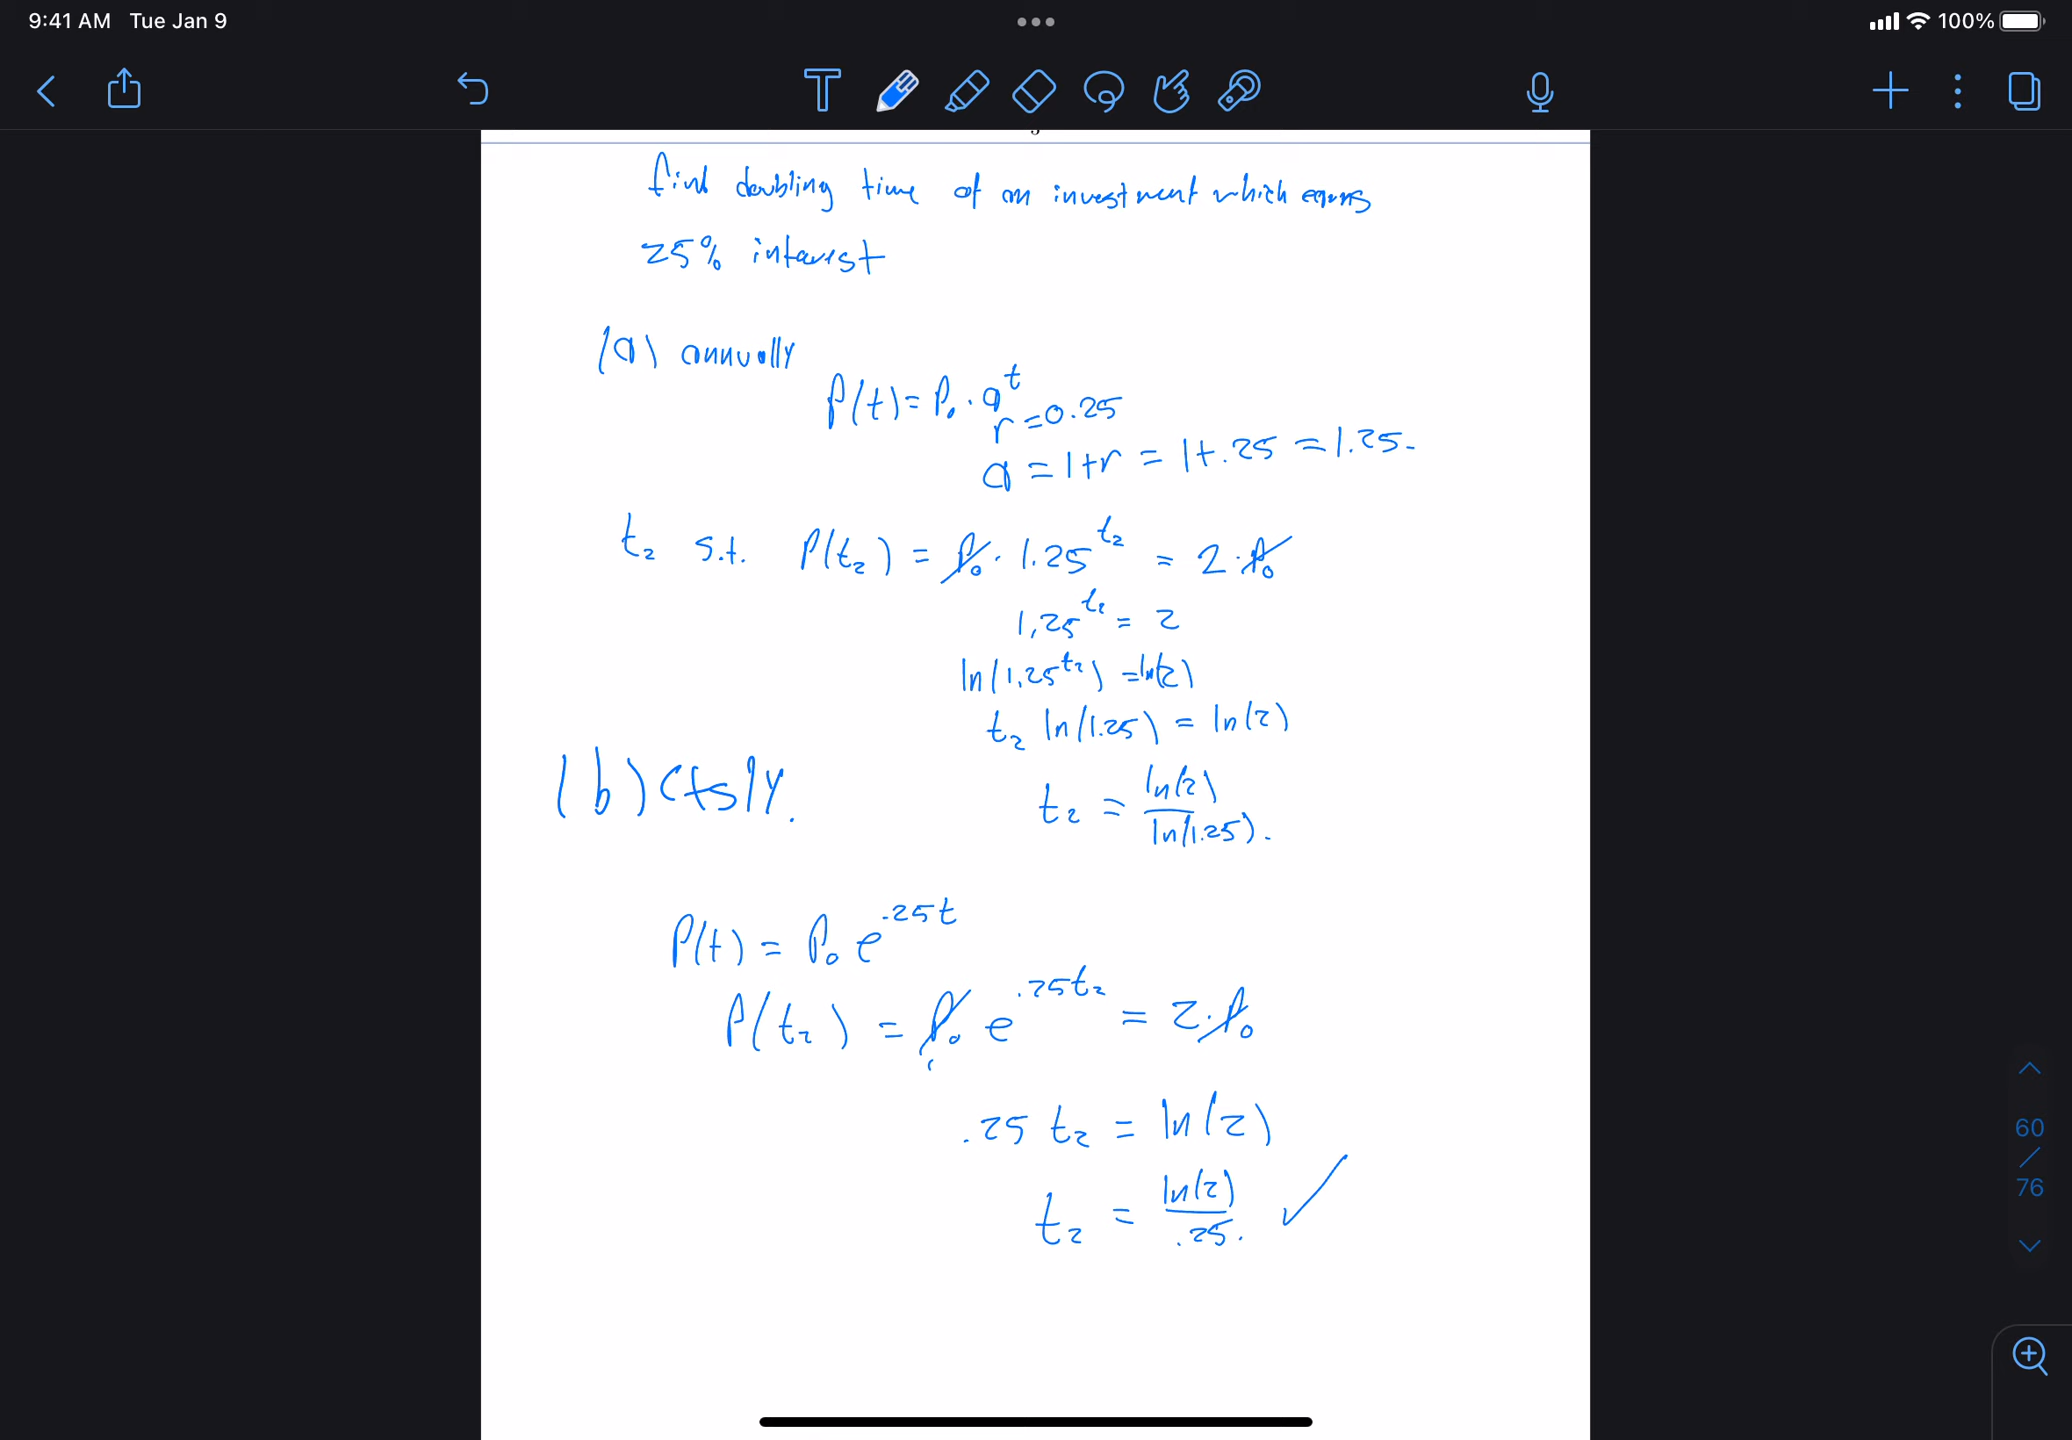 9:41 AM Tue Jan 9
100%
T
find doubling time of an investment which earns
25% interest
(a) annually
P(t) = P₀ · a^t
r = 0.25
a = 1+r = 1+.25 = 1.25.
t₂ s.t. P(t₂) = P₀ · 1.25^t₂ = 2 · P₀
1.25^t₂ = 2
ln(1.25^t₂) = ln(2)
t₂ ln(1.25) = ln(2)
t₂ = ln(2) / ln(1.25).
(b) ctsly.
P(t) = P₀ e^.25t
P(t₂) = P₀ e^.25t₂ = 2 · P₀
.25 t₂ = ln(2)
t₂ = ln(2) / .25. ✓
60
/
76